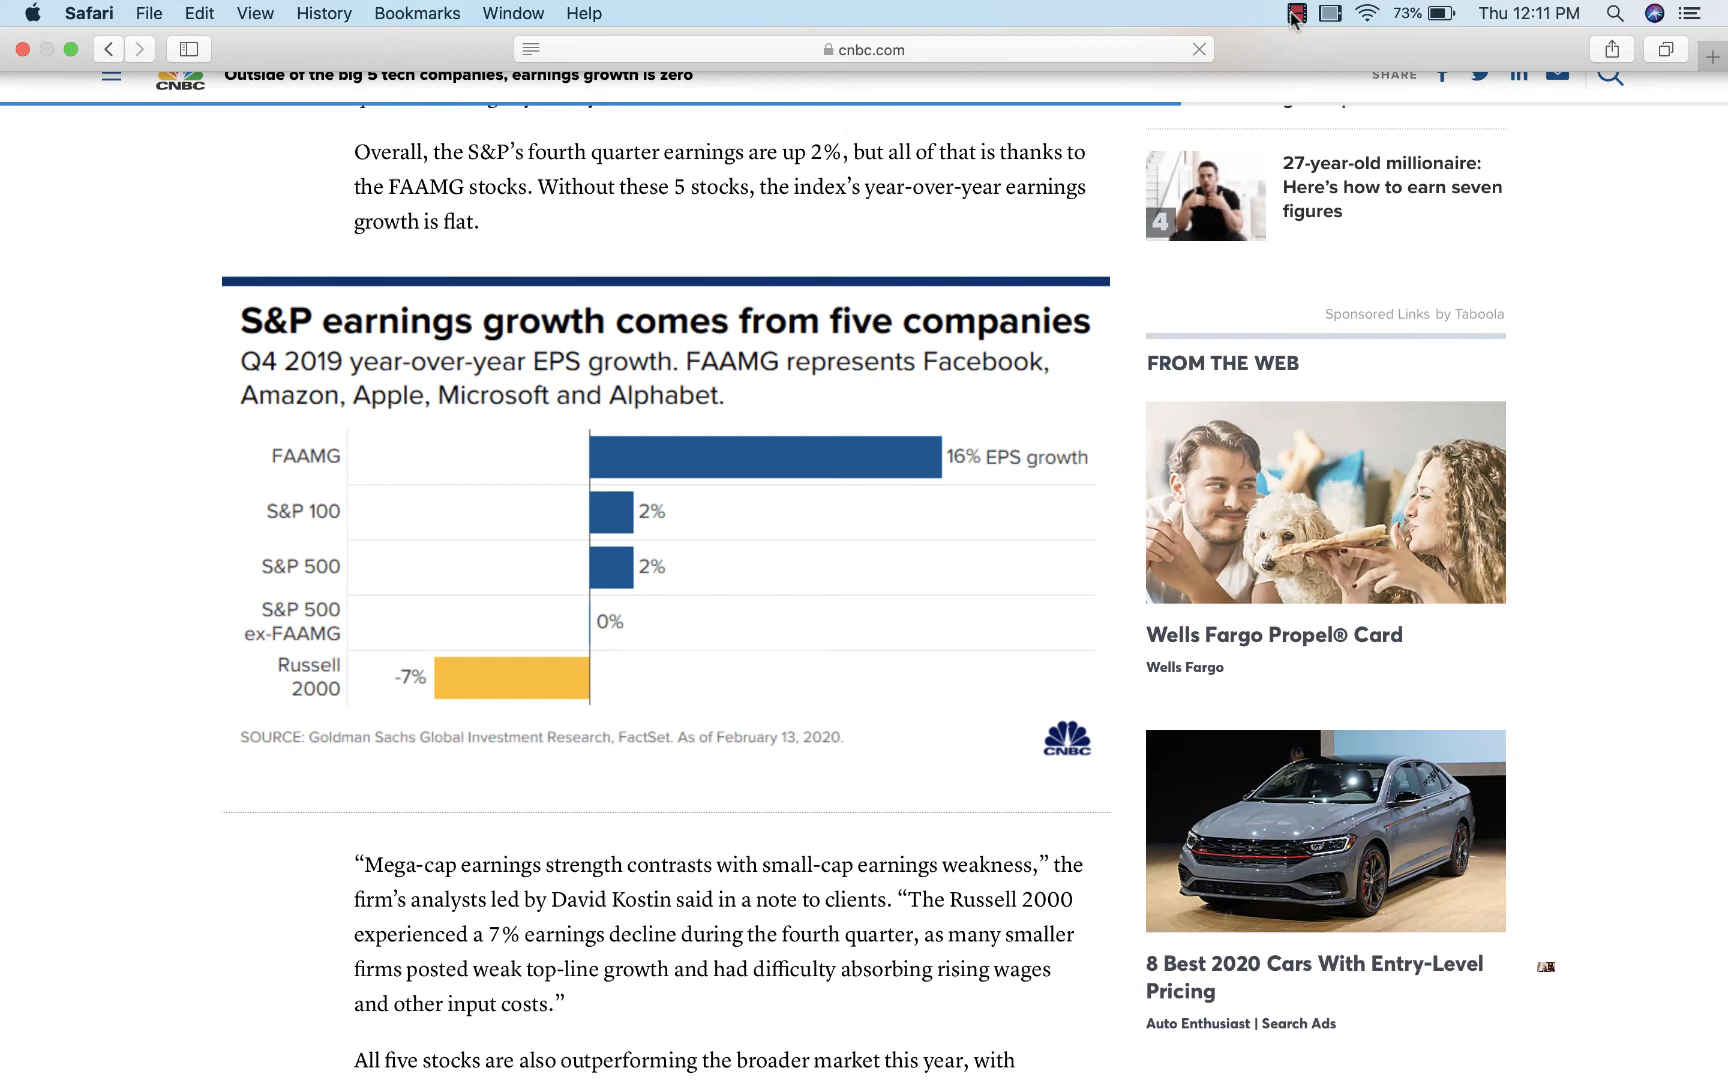 Safari File Edit View History Bookmarks Window Help 73% Thu 12:11 PM
cnbc.com
CNBC Outside of the big 5 tech companies, earnings growth is zero SHARE
Overall, the S&P’s fourth quarter earnings are up 2%, but all of that is thanks to
the FAAMG stocks. Without these 5 stocks, the index’s year-over-year earnings
growth is flat.
S&P earnings growth comes from five companies
Q4 2019 year-over-year EPS growth. FAAMG represents Facebook,
Amazon, Apple, Microsoft and Alphabet.
FAAMG 16% EPS growth
S&P 100 2%
S&P 500 2%
S&P 500
ex-FAAMG 0%
Russell
2000 -7%
SOURCE: Goldman Sachs Global Investment Research, FactSet. As of February 13, 2020.
CNBC
“Mega-cap earnings strength contrasts with small-cap earnings weakness,” the
firm’s analysts led by David Kostin said in a note to clients. “The Russell 2000
experienced a 7% earnings decline during the fourth quarter, as many smaller
firms posted weak top-line growth and had difficulty absorbing rising wages
and other input costs.”
All five stocks are also outperforming the broader market this year, with
4
27-year-old millionaire:
Here’s how to earn seven
figures
Sponsored Links by Taboola
FROM THE WEB
Wells Fargo Propel® Card
Wells Fargo
8 Best 2020 Cars With Entry-Level
Pricing
Auto Enthusiast | Search Ads